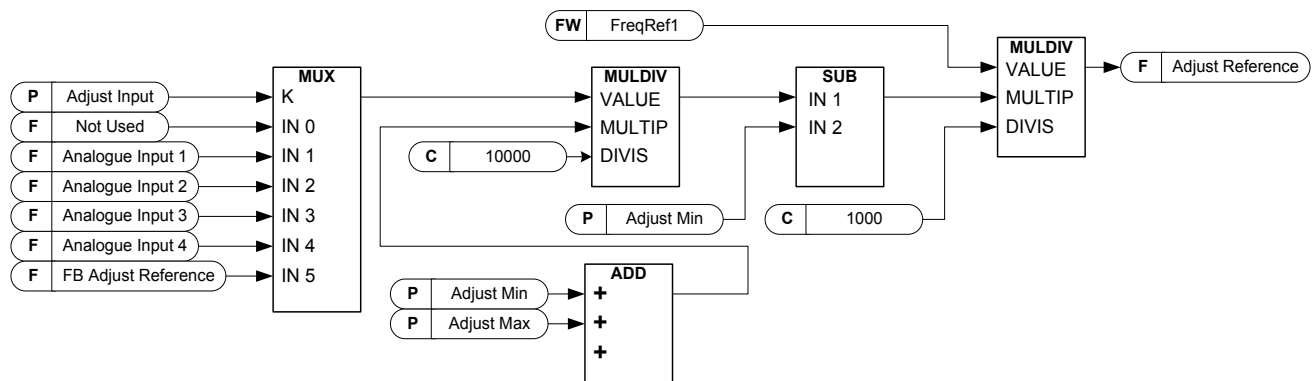 FW FreqRef1
MULDIV
VALUE
MULTIP
DIVIS
F Adjust Reference
MUX
K
IN 0
IN 1
IN 2
IN 3
IN 4
IN 5
P Adjust Input
F Not Used
F Analogue Input 1
F Analogue Input 2
F Analogue Input 3
F Analogue Input 4
F FB Adjust Reference
MULDIV
VALUE
MULTIP
DIVIS
C 10000
SUB
IN 1
IN 2
P Adjust Min
C 1000
ADD
+
+
+
P Adjust Min
P Adjust Max